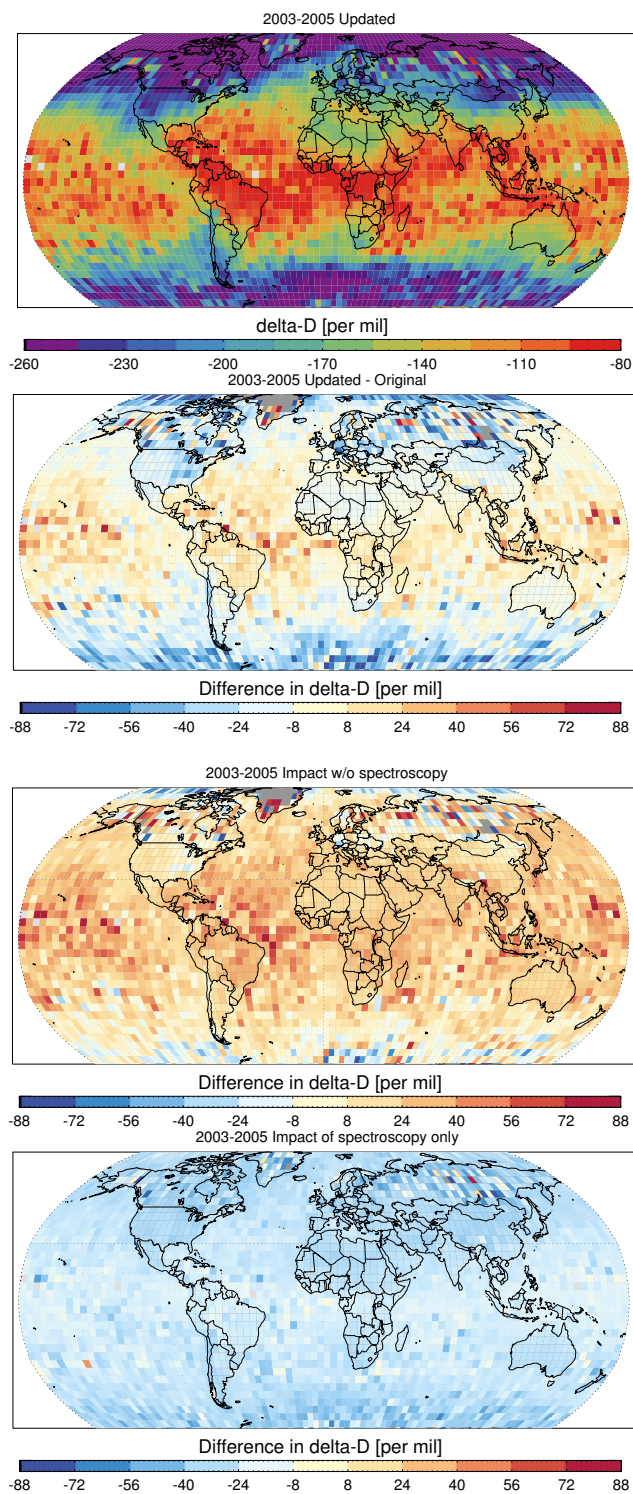 2003-2005 Updated
delta-D [per mil]
-260 -230 -200 -170 -140 -110 -80
2003-2005 Updated - Original
Difference in delta-D [per mil]
-88 -72 -56 -40 -24 -8 8 24 40 56 72 88
2003-2005 Impact w/o spectroscopy
Difference in delta-D [per mil]
-88 -72 -56 -40 -24 -8 8 24 40 56 72 88
2003-2005 Impact of spectroscopy only
Difference in delta-D [per mil]
-88 -72 -56 -40 -24 -8 8 24 40 56 72 88